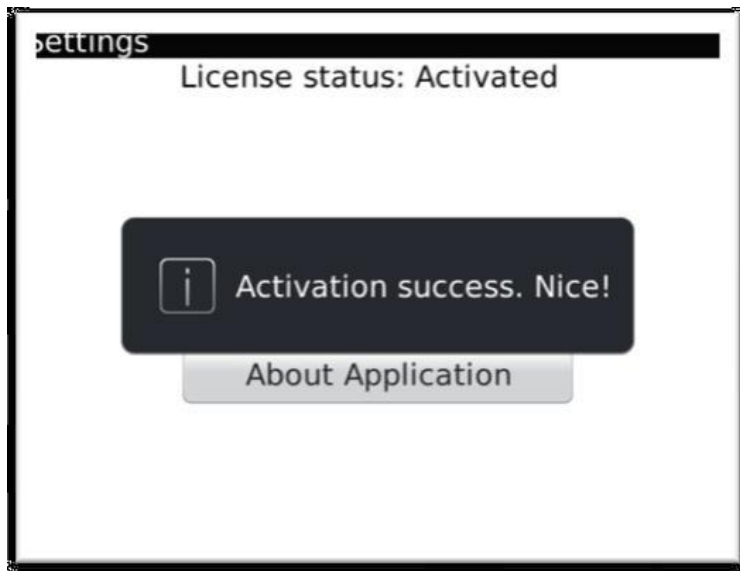 Settings
License status: Activated
Activation success. Nice!
About Application